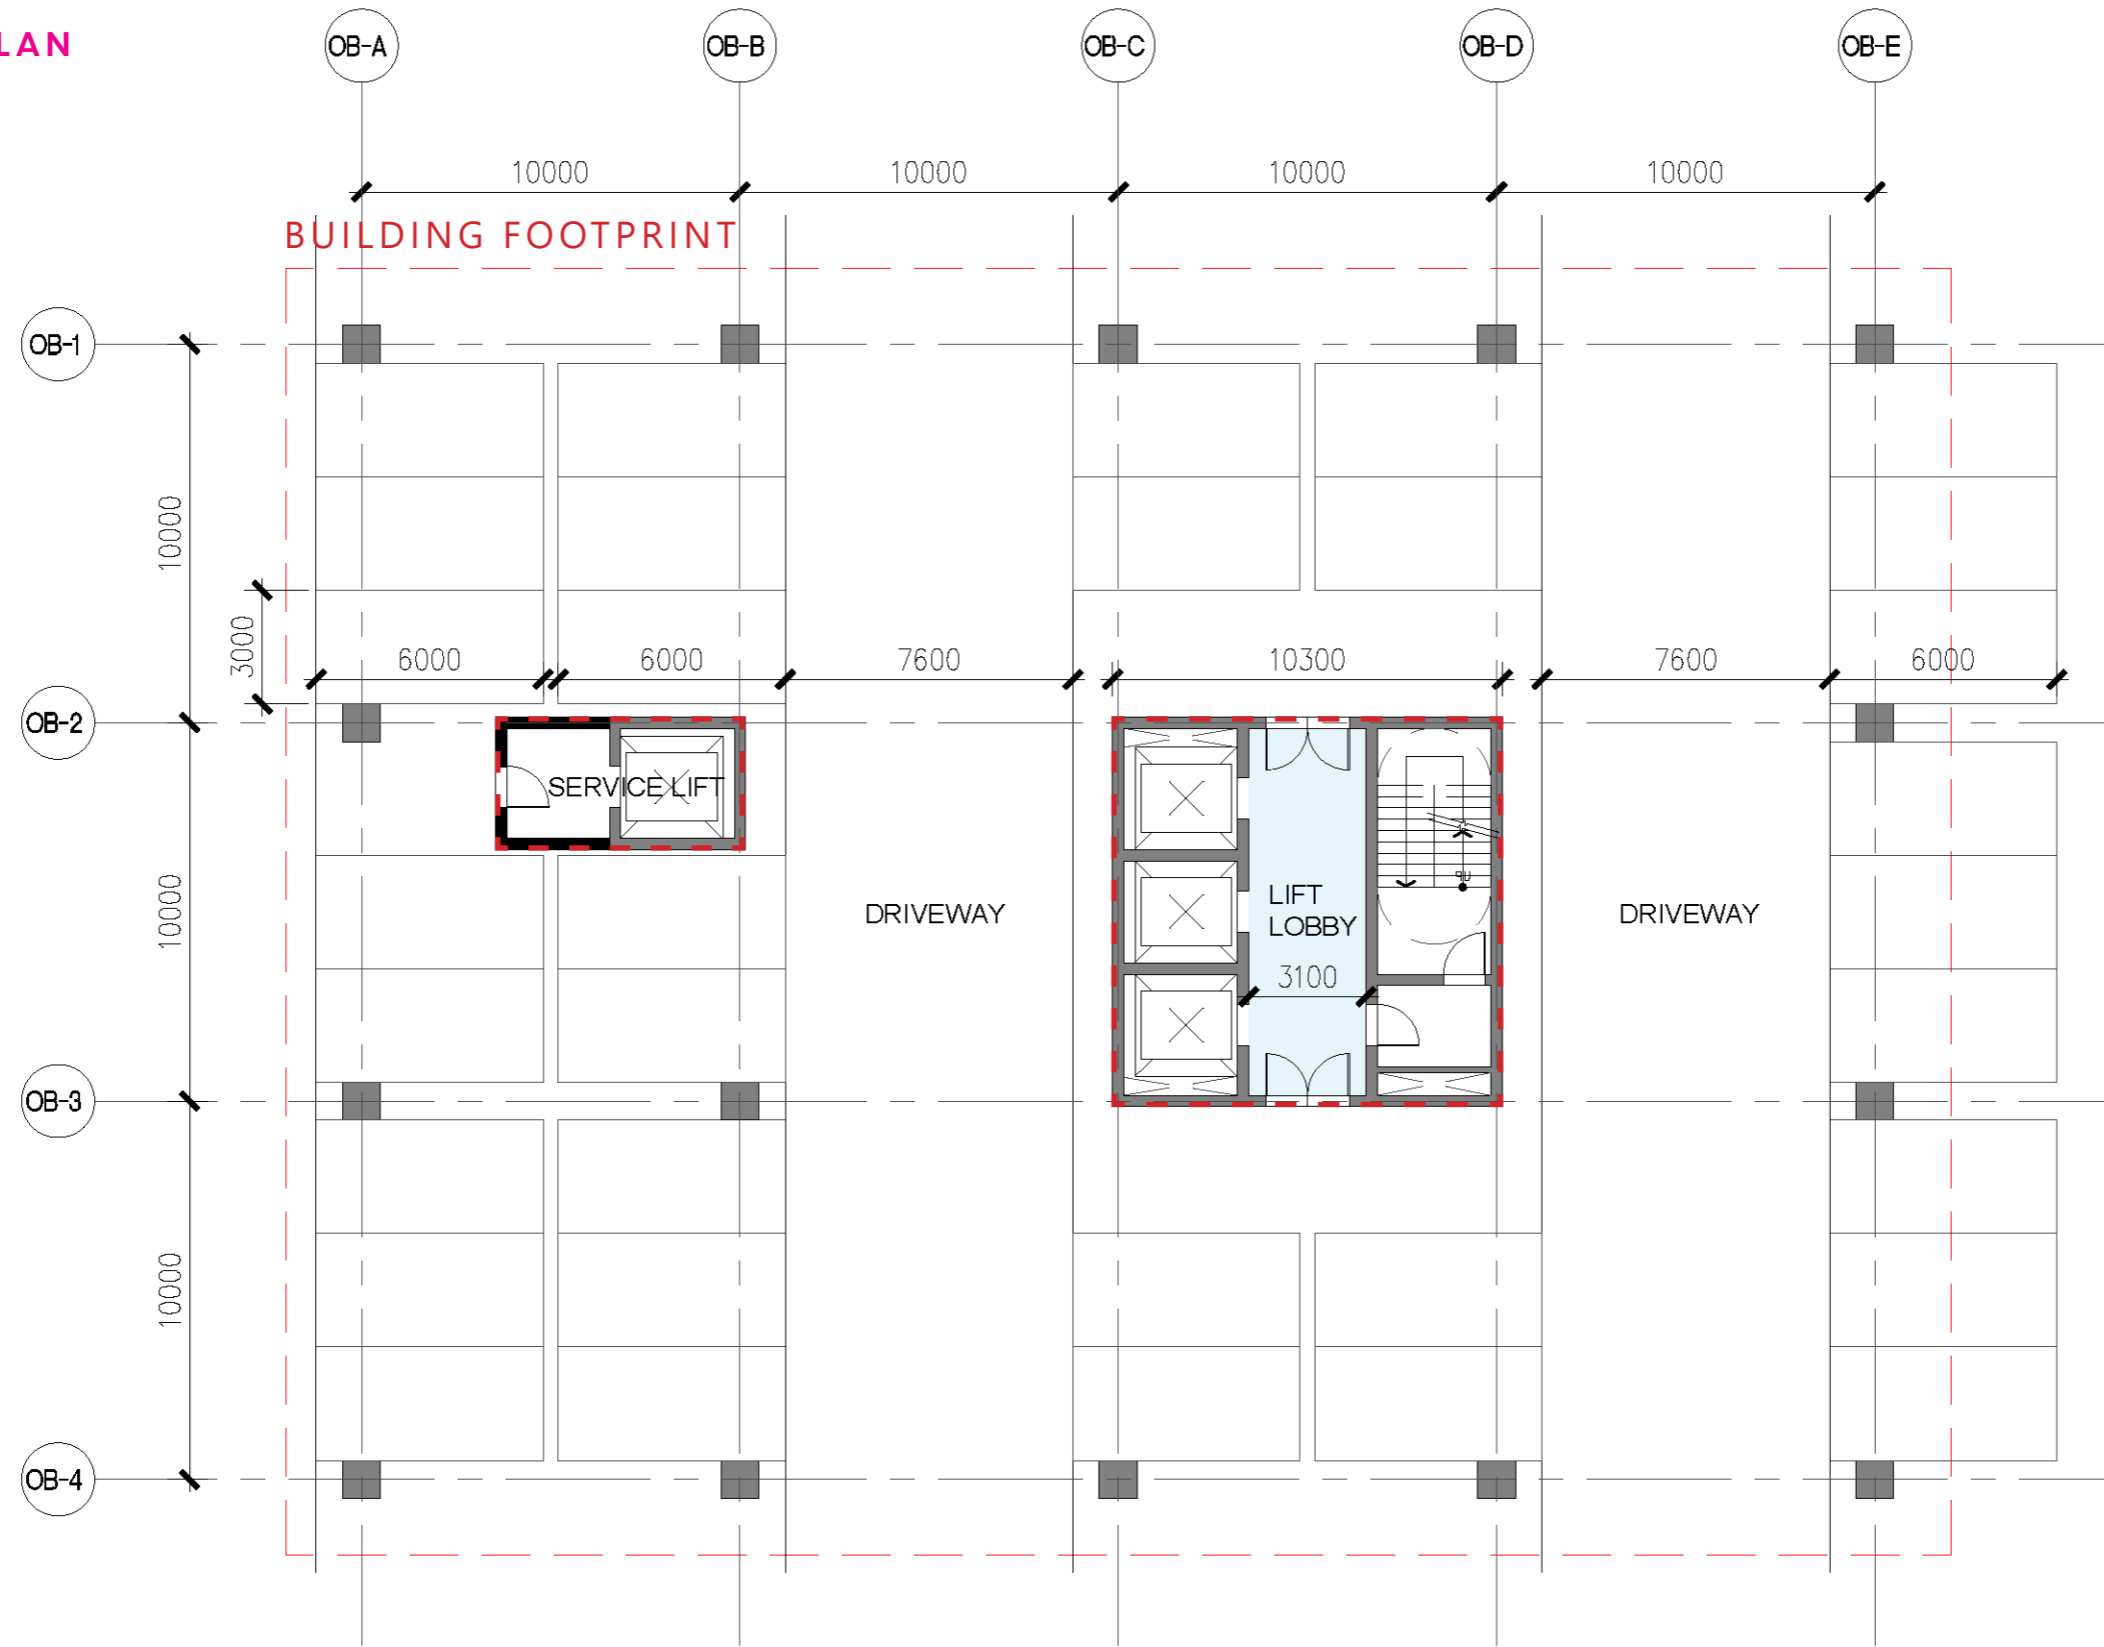 LAN
OB-A
OB-B
OB-C
OB-D
OB-E
10000
10000
10000
10000
BUILDING FOOTPRINT
OB-1
10000
3000
6000
6000
7600
10300
7600
6000
OB-2
SERVICE LIFT
10000
DRIVEWAY
LIFT
LOBBY
UP
DRIVEWAY
3100
OB-3
10000
OB-4